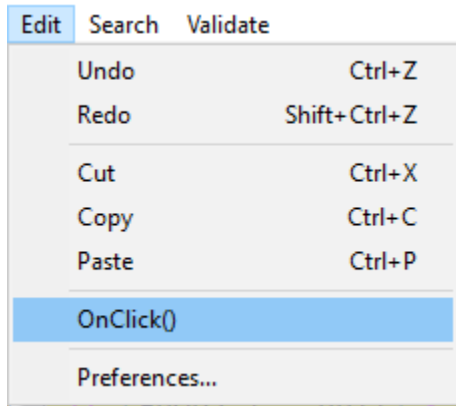 Edit Search Validate
Undo Ctrl+Z
Redo Shift+Ctrl+Z
Cut Ctrl+X
Copy Ctrl+C
Paste Ctrl+P
OnClick()
Preferences...